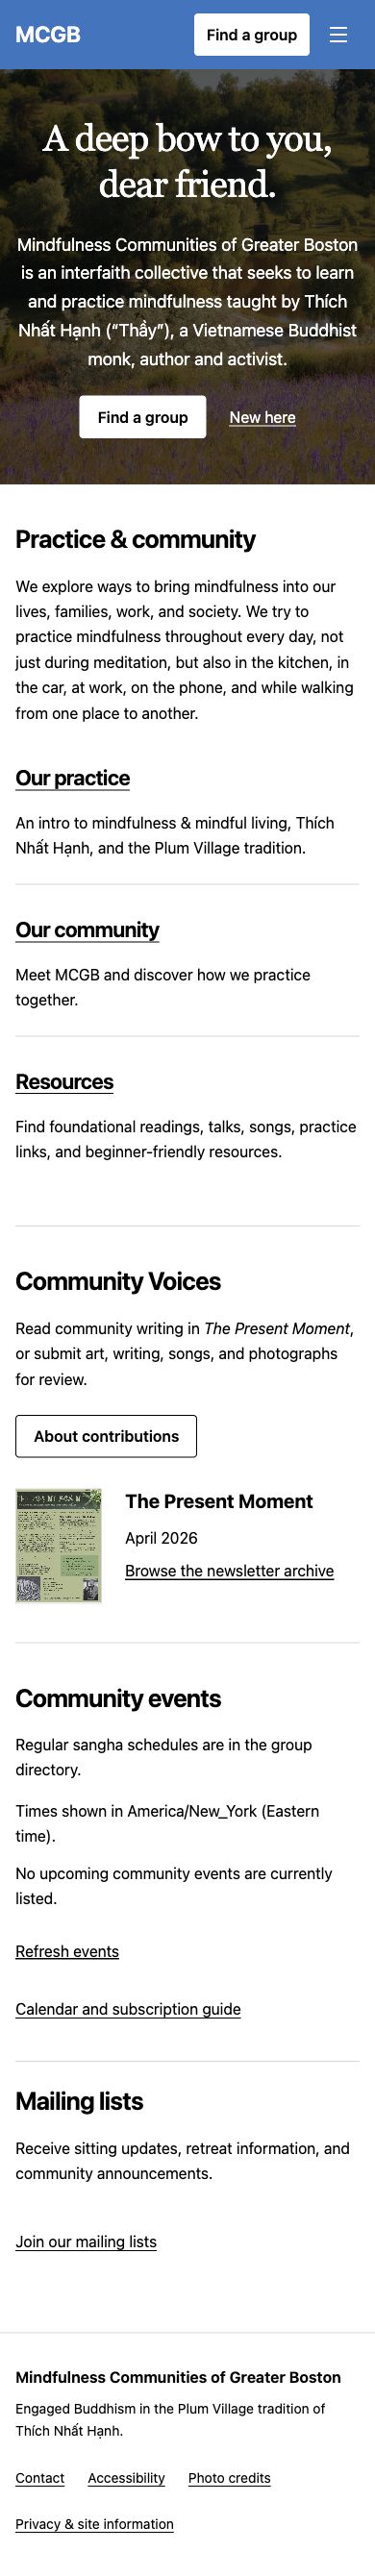 MCGB
Find a group
A deep bow to you,
dear friend.
Mindfulness Communities of Greater Boston
is an interfaith collective that seeks to learn
and practice mindfulness taught by Thích
Nhất Hạnh (“Thầy”), a Vietnamese Buddhist
monk, author and activist.
Find a group
New here
Practice & community
We explore ways to bring mindfulness into our
lives, families, work, and society. We try to
practice mindfulness throughout every day, not
just during meditation, but also in the kitchen, in
the car, at work, on the phone, and while walking
from one place to another.
Our practice
An intro to mindfulness & mindful living, Thích
Nhất Hạnh, and the Plum Village tradition.
Our community
Meet MCGB and discover how we practice
together.
Resources
Find foundational readings, talks, songs, practice
links, and beginner-friendly resources.
Community Voices
Read community writing in The Present Moment,
or submit art, writing, songs, and photographs
for review.
About contributions
The Present Moment
April 2026
Browse the newsletter archive
Community events
Regular sangha schedules are in the group
directory.
Times shown in America/New_York (Eastern
time).
No upcoming community events are currently
listed.
Refresh events
Calendar and subscription guide
Mailing lists
Receive sitting updates, retreat information, and
community announcements.
Join our mailing lists
Mindfulness Communities of Greater Boston
Engaged Buddhism in the Plum Village tradition of
Thích Nhất Hạnh.
Contact
Accessibility
Photo credits
Privacy & site information